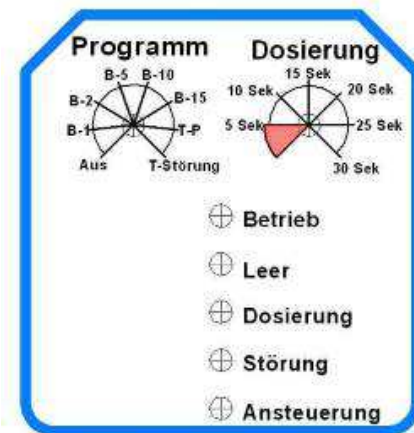 Programm
Dosierung
B-5
B-10
B-2
B-15
B-1
T-P
Aus
T-Störung
15 Sek
10 Sek
20 Sek
5 Sek
25 Sek
30 Sek
Betrieb
Leer
Dosierung
Störung
Ansteuerung